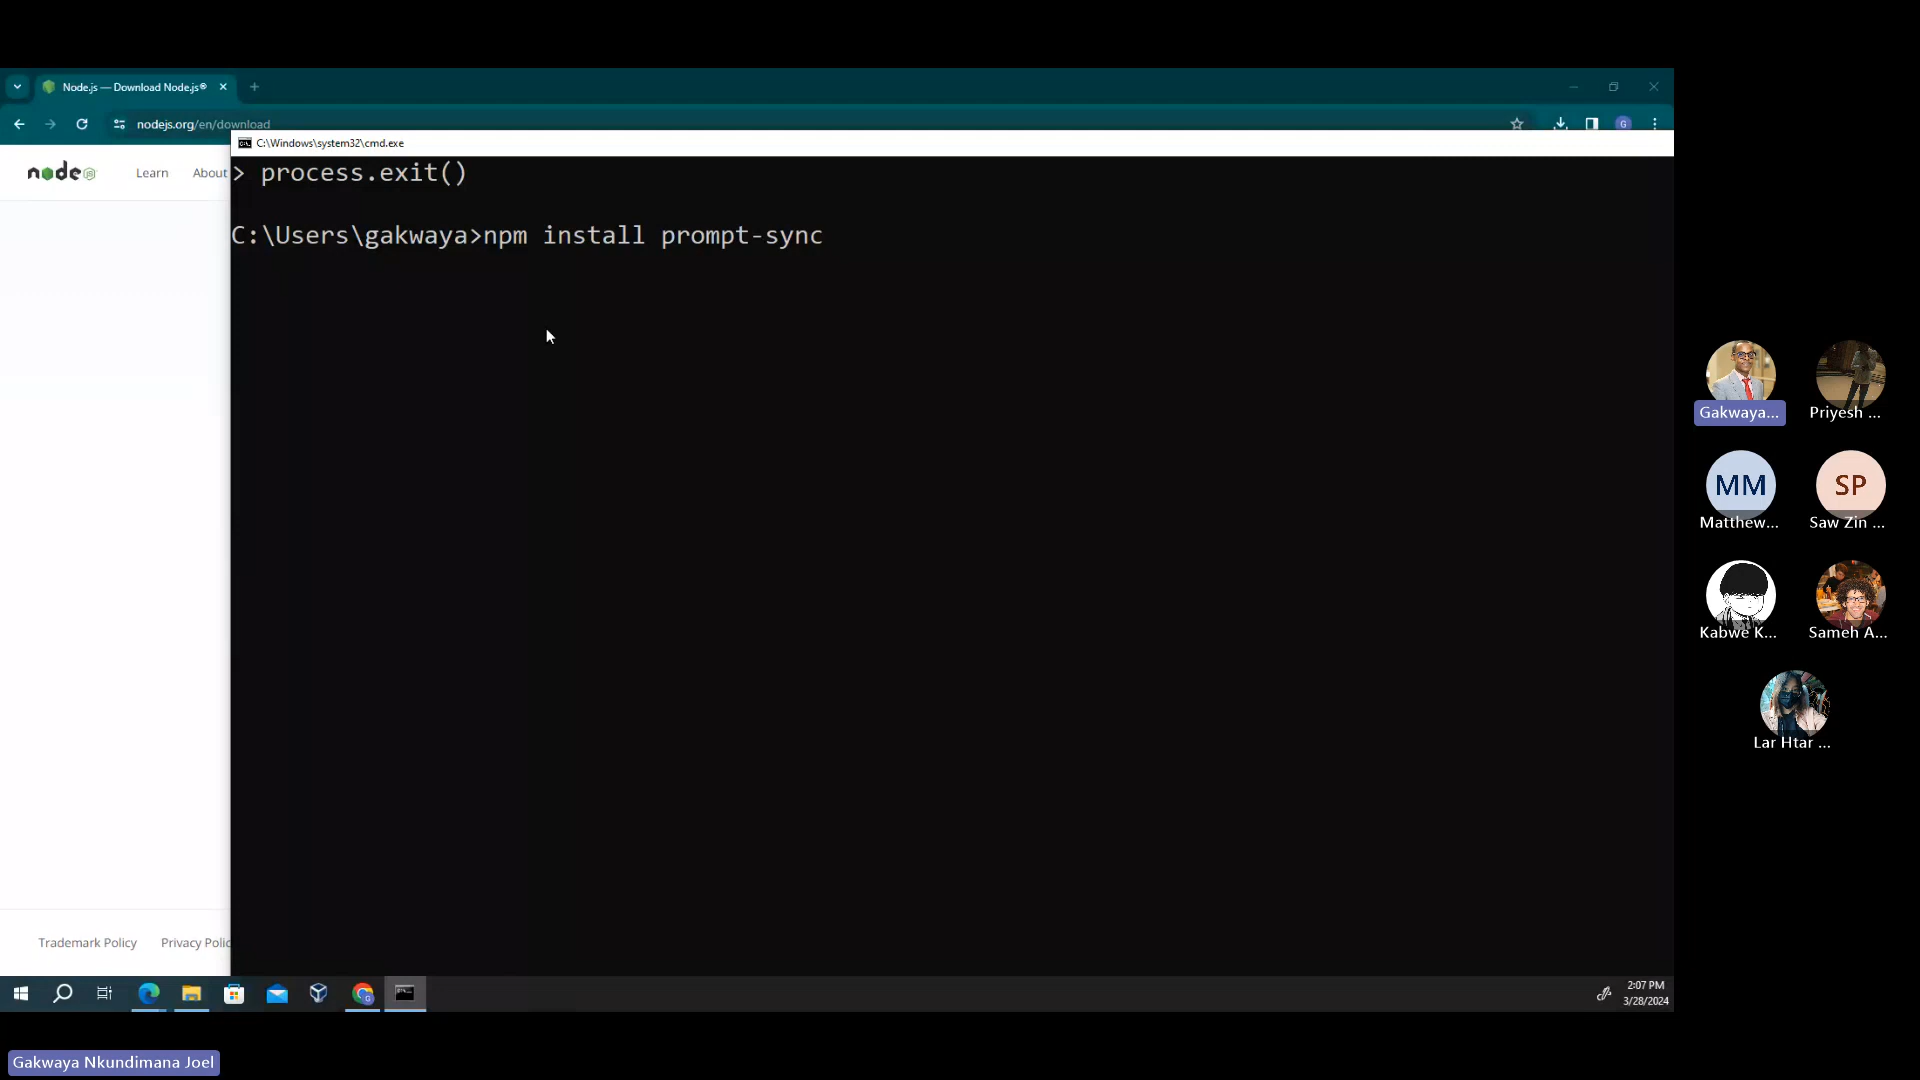 Node.js — Download Node.js®
nodejs.org/en/download
G
C:\Windows\system32\cmd.exe
node
Learn
About
> process.exit()
C:\Users\gakwaya>npm install prompt-sync
Gakwaya...
Priyesh ...
MM
SP
Matthew...
Saw Zin ...
Kabwe K...
Sameh A...
Lar Htar ...
Trademark Policy
Privacy Polic
2:07 PM
3/28/2024
Gakwaya Nkundimana Joel